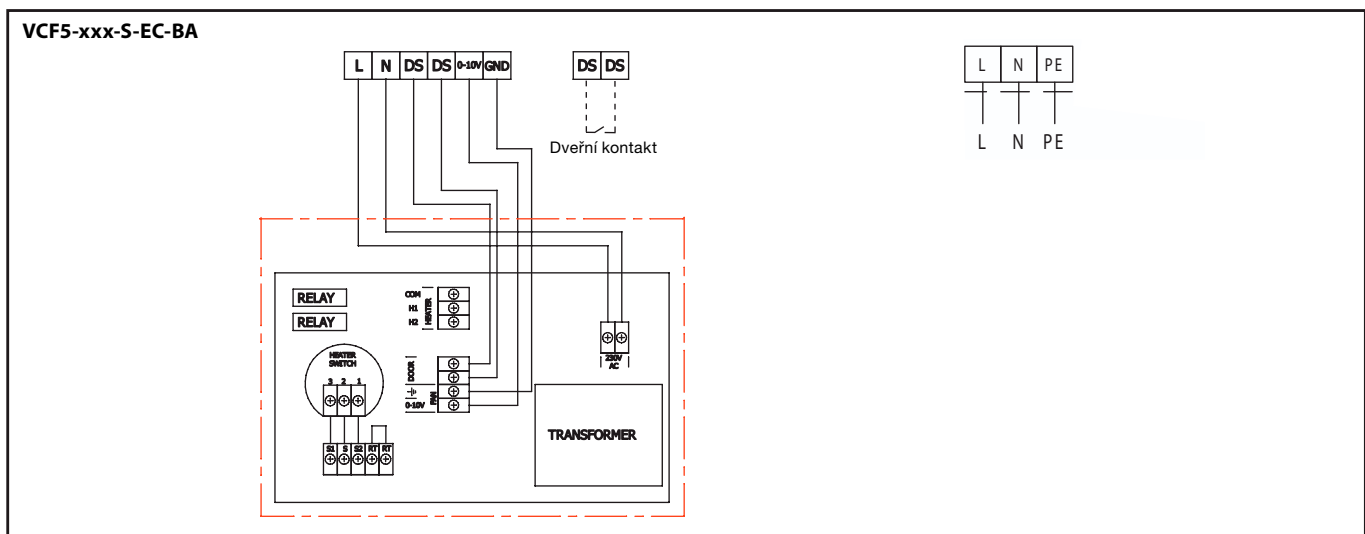 VCF5-xxx-S-EC-BA
L N DS DS 0-10V GND
DS DS
Dveřní kontakt
L N PE
L N PE
RELAY
RELAY
COM
H1
H2
HEATER
HEATER
SWITCH
3 2 1
DOOR
FAN
0-10V
230V
AC
S1 S S2 RT RT
TRANSFORMER